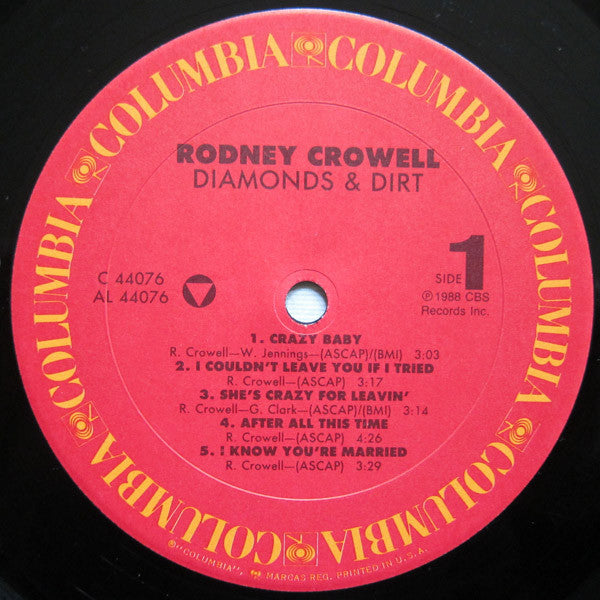 COLUMBIA COLUMBIA COLUMBIA COLUMBIA COLUMBIA COLUMBIA COLUMBIA COLUMBIA
RODNEY CROWELL
DIAMONDS & DIRT
C 44076
AL 44076
SIDE 1
℗ 1988 CBS
Records Inc.
1. CRAZY BABY
R. Crowell—W. Jennings—(ASCAP)/(BMI) 3:03
2. I COULDN'T LEAVE YOU IF I TRIED
R. Crowell—(ASCAP) 3:17
3. SHE'S CRAZY FOR LEAVIN'
R. Crowell—G. Clark—(ASCAP)/(BMI) 3:14
4. AFTER ALL THIS TIME
R. Crowell—(ASCAP) 4:26
5. I KNOW YOU'RE MARRIED
R. Crowell—(ASCAP) 3:29
®"COLUMBIA", MARCAS REG. PRINTED IN U.S.A.